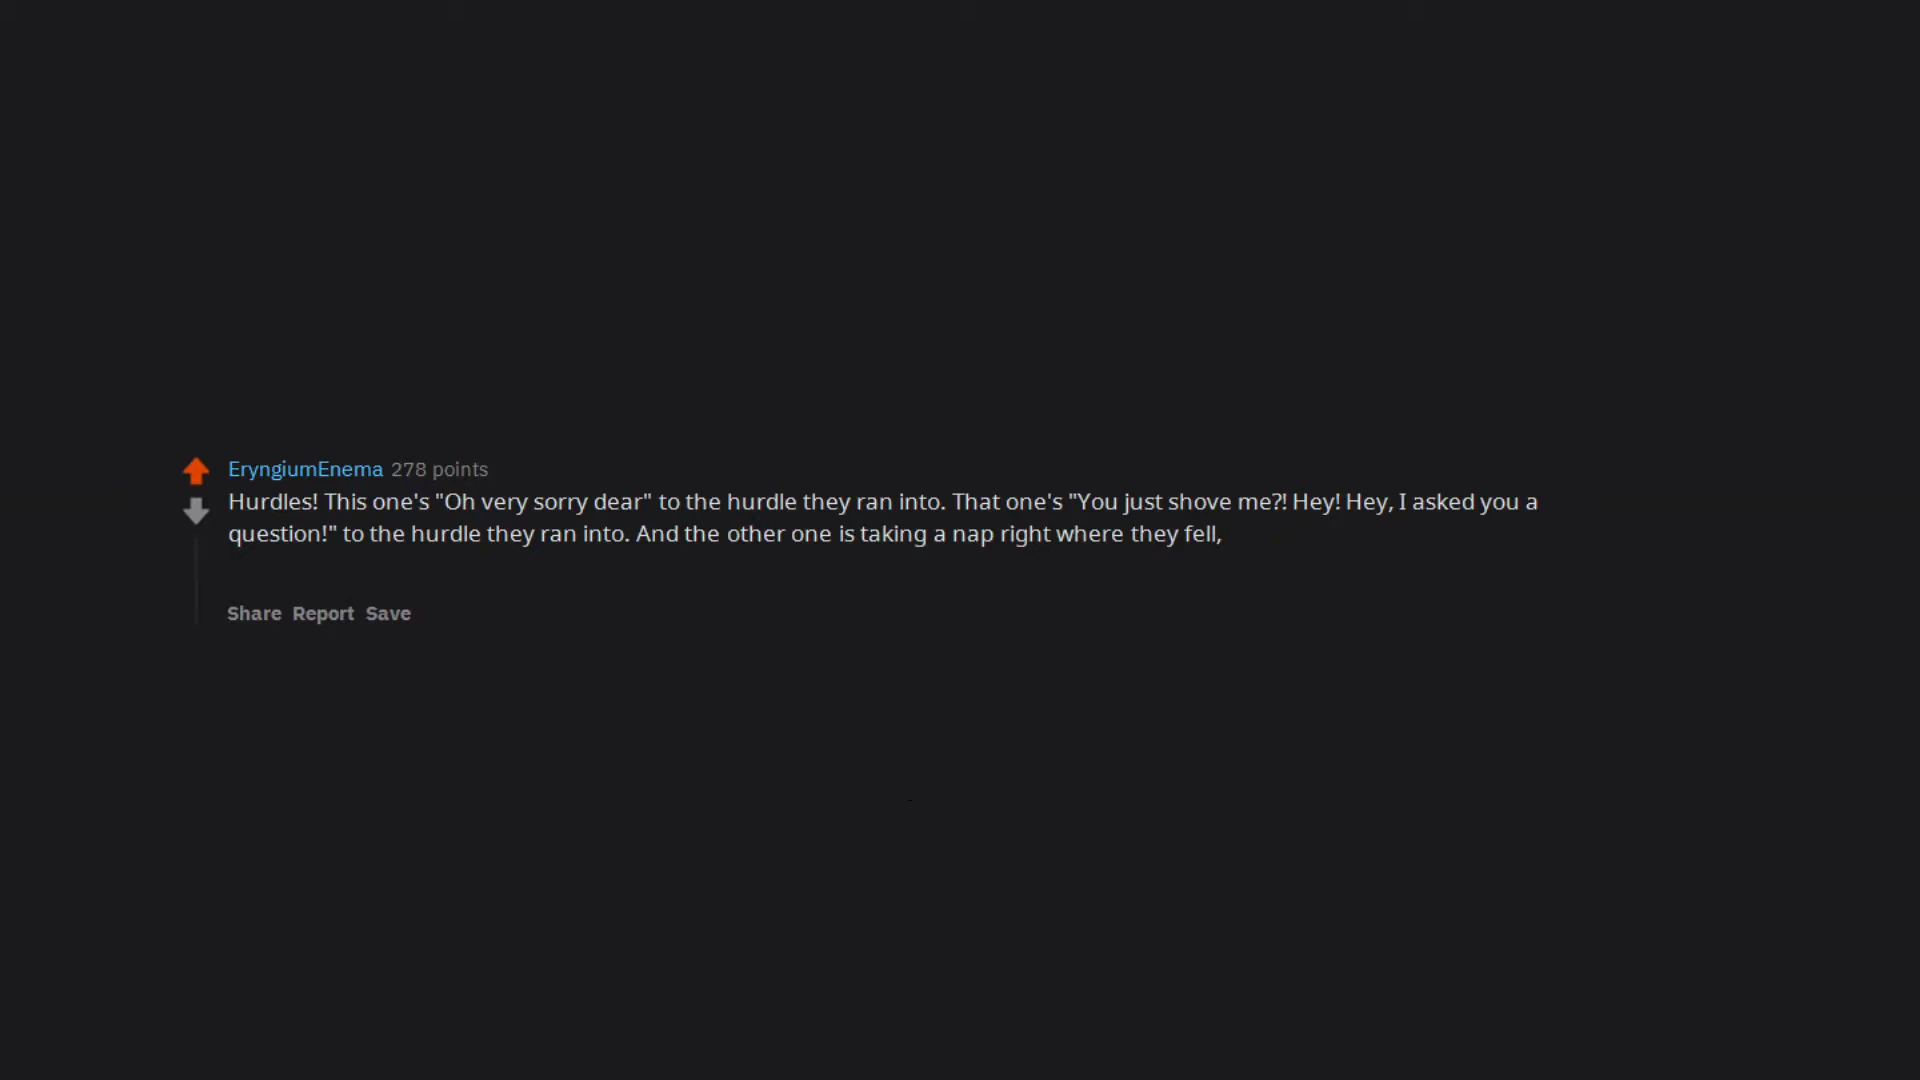 EryngiumEnema 278 points
Hurdles! This one's "Oh very sorry dear" to the hurdle they ran into. That one's "You just shove me?! Hey! Hey, I asked you a
question!" to the hurdle they ran into. And the other one is taking a nap right where they fell,
Share Report Save